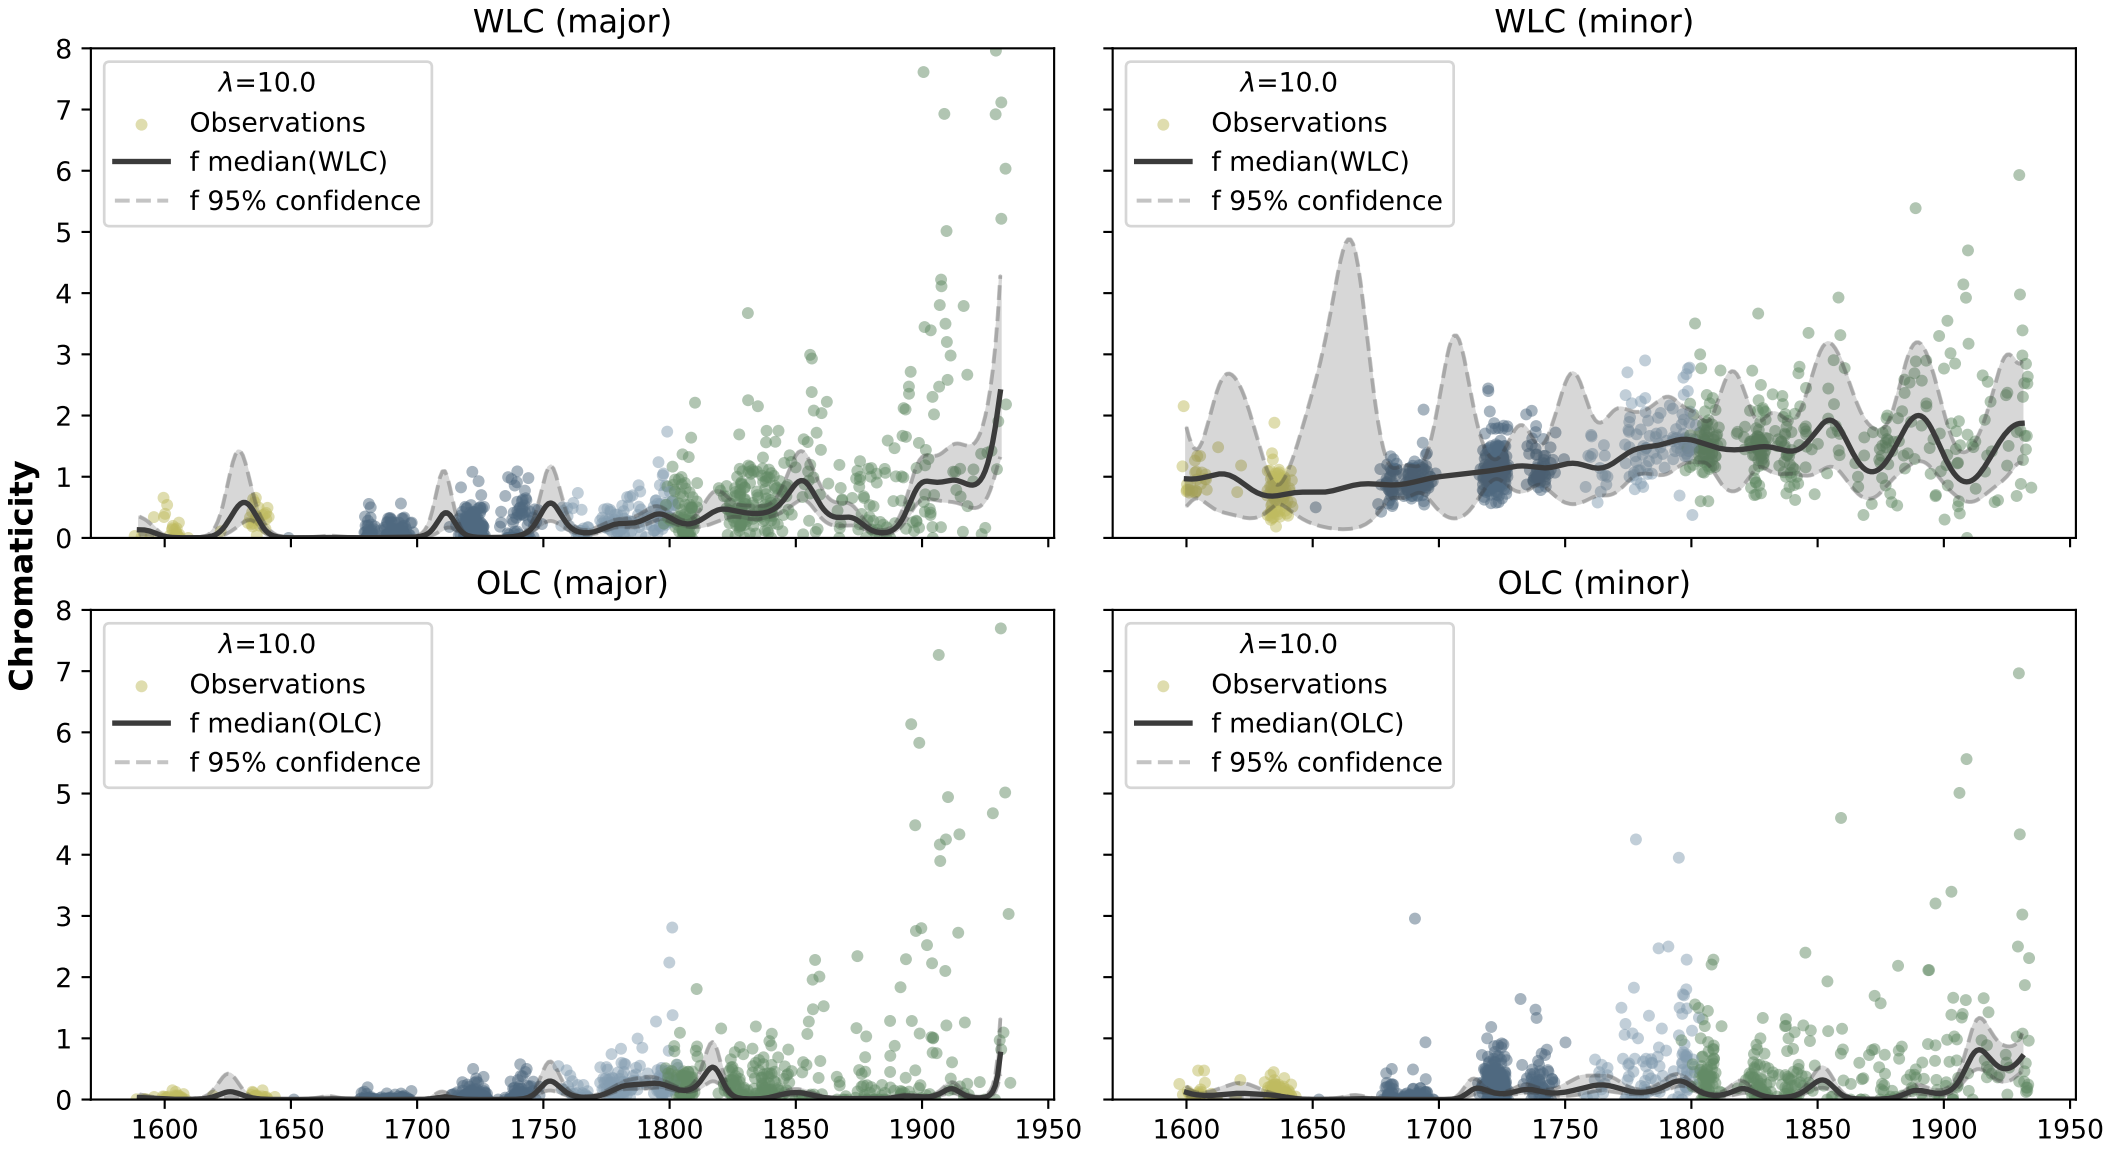 WLC (major)
WLC (minor)
8
7
6
5
4
3
2
1
0
λ=10.0
Observations
f median(WLC)
f 95% confidence
λ=10.0
Observations
f median(WLC)
f 95% confidence
Chromaticity
OLC (major)
OLC (minor)
8
7
6
5
4
3
2
1
0
λ=10.0
Observations
f median(OLC)
f 95% confidence
λ=10.0
Observations
f median(OLC)
f 95% confidence
1600 1650 1700 1750 1800 1850 1900 1950
1600 1650 1700 1750 1800 1850 1900 1950